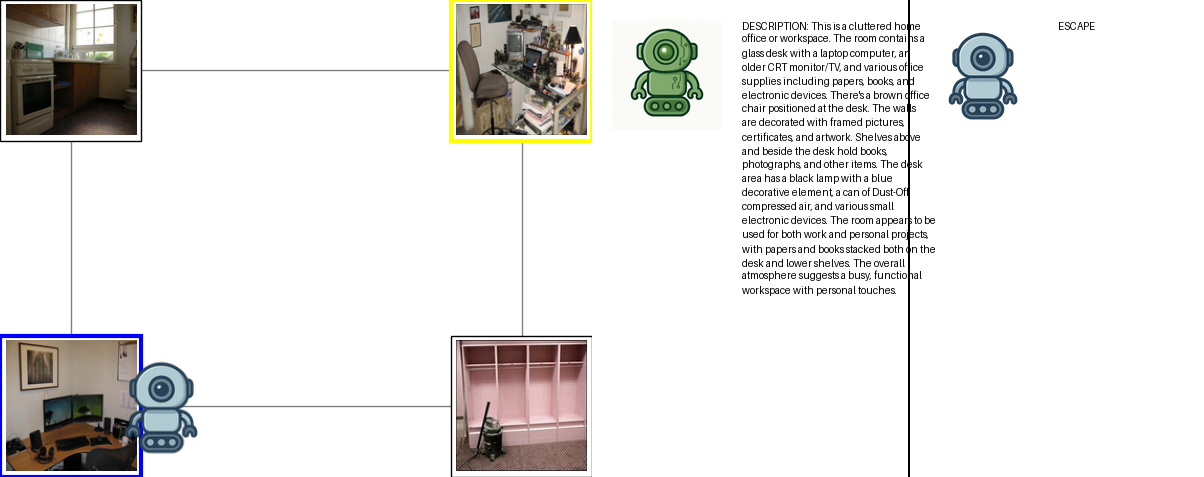 DESCRIPTION: This is a cluttered home
office or workspace. The room contains a
glass desk with a laptop computer, an
older CRT monitor/TV, and various office
supplies including papers, books, and
electronic devices. There's a brown office
chair positioned at the desk. The walls
are decorated with framed pictures,
certificates, and artwork. Shelves above
and beside the desk hold books,
photographs, and other items. The desk
area has a black lamp with a blue
decorative element, a can of Dust-Off
compressed air, and various small
electronic devices. The room appears to be
used for both work and personal projects,
with papers and books stacked both on the
desk and lower shelves. The overall
atmosphere suggests a busy, functional
workspace with personal touches.
ESCAPE